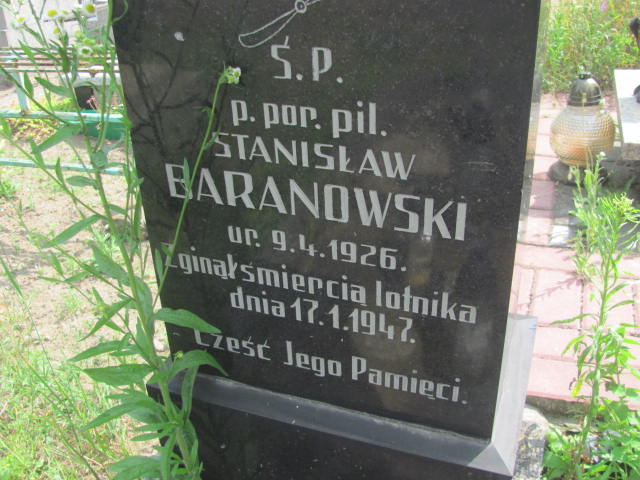 Ś.P.
p. por. pil.
STANISŁAW
BARANOWSKI
ur. 9.4.1926.
Zginął śmiercią lotnika
dnia 17.1.1947.
Cześć Jego Pamięci.